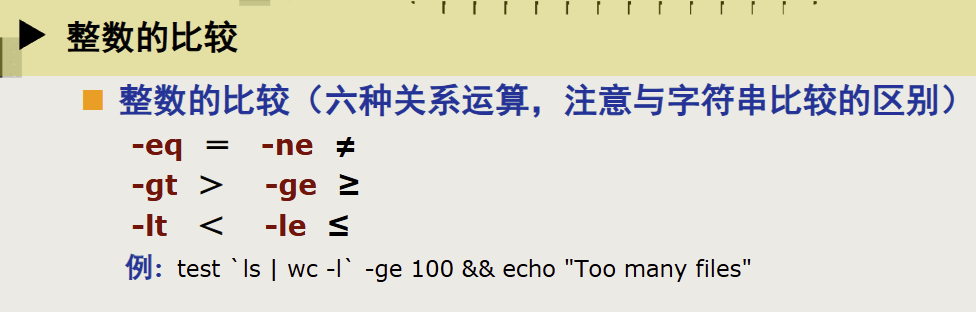 整数的比较
整数的比较（六种关系运算，注意与字符串比较的区别）
-eq = -ne ≠
-gt > -ge ≥
-lt < -le ≤
例：test `ls | wc -l` -ge 100 && echo "Too many files"